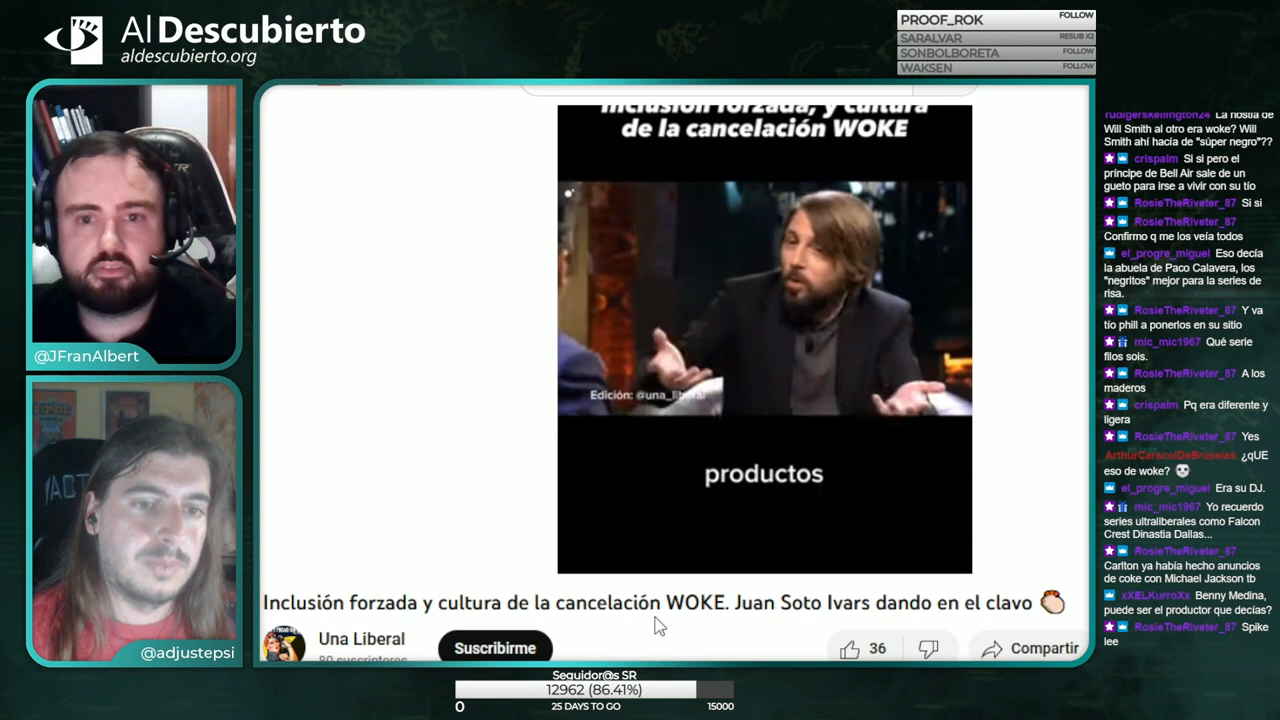 Al Descubierto
aldescubierto.org
PROOF_ROK FOLLOW
SARALVAR RESUB X2
SONBOLBORETA FOLLOW
WAKSEN FOLLOW
@JFranAlbert
@adjustepsi
Inclusión forzada, y cultura
de la cancelación WOKE
Edición: @una_liberal
productos
Inclusión forzada y cultura de la cancelación WOKE. Juan Soto Ivars dando en el clavo
Una Liberal
80 suscriptores
Suscribirme
36
Compartir
Seguidor@s SR
12962 (86.41%)
0 25 DAYS TO GO 15000
rudigerskellington24 La hostia de
Will Smith al otro era woke? Will
Smith ahí hacía de "súper negro"??
crispalm Si si pero el
príncipe de Bell Air sale de un
gueto para irse a vivir con su tío
RosieTheRiveter_87 Si si
RosieTheRiveter_87
Confirmo q me los veía todos
el_progre_miguel Eso decía
la abuela de Paco Calavera, los
"negritos" mejor para la series de
risa.
RosieTheRiveter_87 Y va
tío phill a ponerlos en su sitio
mic_mic1967 Qué serie
filos sois.
RosieTheRiveter_87 A los
maderos
crispalm Pq era diferente y
ligera
RosieTheRiveter_87 Yes
ArthurCaracolDeBruselas ¿qUE
eso de woke?
el_progre_miguel Era su DJ.
mic_mic1967 Yo recuerdo
series ultraliberales como Falcon
Crest Dinastia Dallas...
RosieTheRiveter_87
Carlton ya había hecho anuncios
de coke con Michael Jackson tb
xXELKurroXx Benny Medina,
puede ser el productor que decías?
RosieTheRiveter_87 Spike
lee